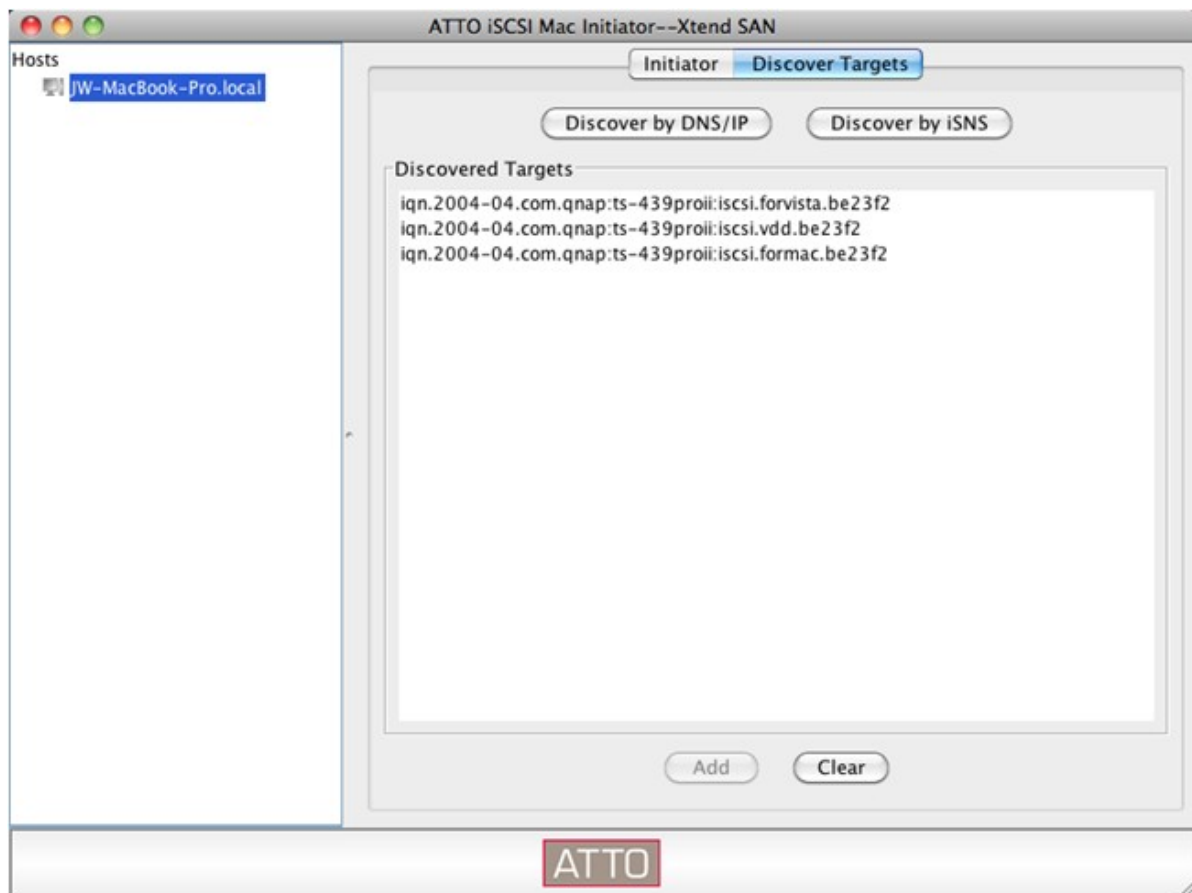 ATTO iSCSI Mac Initiator--Xtend SAN
Hosts
JW-MacBook-Pro.local
Initiator
Discover Targets
Discover by DNS/IP
Discover by iSNS
Discovered Targets
iqn.2004-04.com.qnap:ts-439proii:iscsi.forvista.be23f2
iqn.2004-04.com.qnap:ts-439proii:iscsi.vdd.be23f2
iqn.2004-04.com.qnap:ts-439proii:iscsi.formac.be23f2
Add
Clear
ATTO